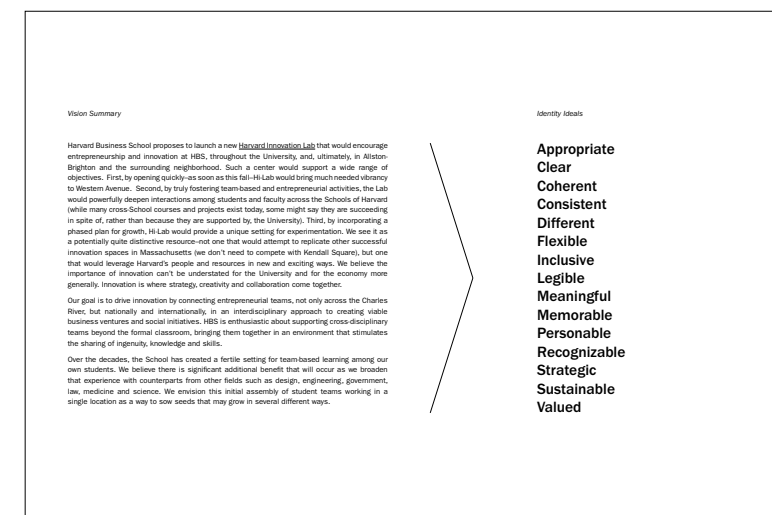 Vision Summary
Harvard Business School proposes to launch a new Harvard Innovation Lab that would encourage
entrepreneurship and innovation at HBS, throughout the University, and, ultimately, in Allston-
Brighton and the surrounding neighborhood. Such a center would support a wide range of
objectives. First, by opening quickly–as soon as this fall–Hi-Lab would bring much needed vibrancy
to Western Avenue. Second, by truly fostering team-based and entrepreneurial activities, the Lab
would powerfully deepen interactions among students and faculty across the Schools of Harvard
(while many cross-School courses and projects exist today, some might say they are succeeding
in spite of, rather than because they are supported by, the University). Third, by incorporating a
phased plan for growth, Hi-Lab would provide a unique setting for experimentation. We see it as
a potentially quite distinctive resource–not one that would attempt to replicate other successful
innovation spaces in Massachusetts (we don't need to compete with Kendall Square), but one
that would leverage Harvard's people and resources in new and exciting ways. We believe the
importance of innovation can't be understated for the University and for the economy more
generally. Innovation is where strategy, creativity and collaboration come together.
Our goal is to drive innovation by connecting entrepreneurial teams, not only across the Charles
River, but nationally and internationally, in an interdisciplinary approach to creating viable
business ventures and social initiatives. HBS is enthusiastic about supporting cross-disciplinary
teams beyond the formal classroom, bringing them together in an environment that stimulates
the sharing of ingenuity, knowledge and skills.
Over the decades, the School has created a fertile setting for team-based learning among our
own students. We believe there is significant additional benefit that will occur as we broaden
that experience with counterparts from other fields such as design, engineering, government,
law, medicine and science. We envision this initial assembly of student teams working in a
single location as a way to sow seeds that may grow in several different ways.
Identity Ideals
Appropriate
Clear
Coherent
Consistent
Different
Flexible
Inclusive
Legible
Meaningful
Memorable
Personable
Recognizable
Strategic
Sustainable
Valued